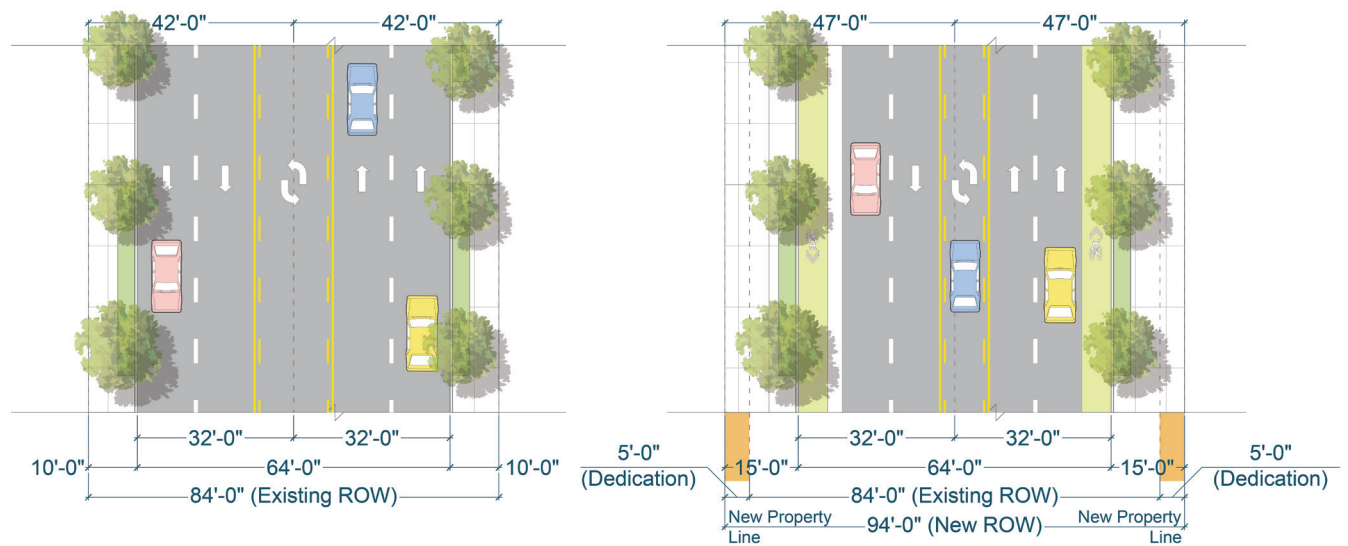 42'-0" 42'-0"
32'-0" 32'-0"
10'-0" 64'-0" 10'-0"
84'-0" (Existing ROW)
47'-0" 47'-0"
32'-0" 32'-0"
5'-0"
(Dedication)
15'-0" 64'-0" 15'-0"
5'-0"
(Dedication)
84'-0" (Existing ROW)
New Property
Line
94'-0" (New ROW)
New Property
Line